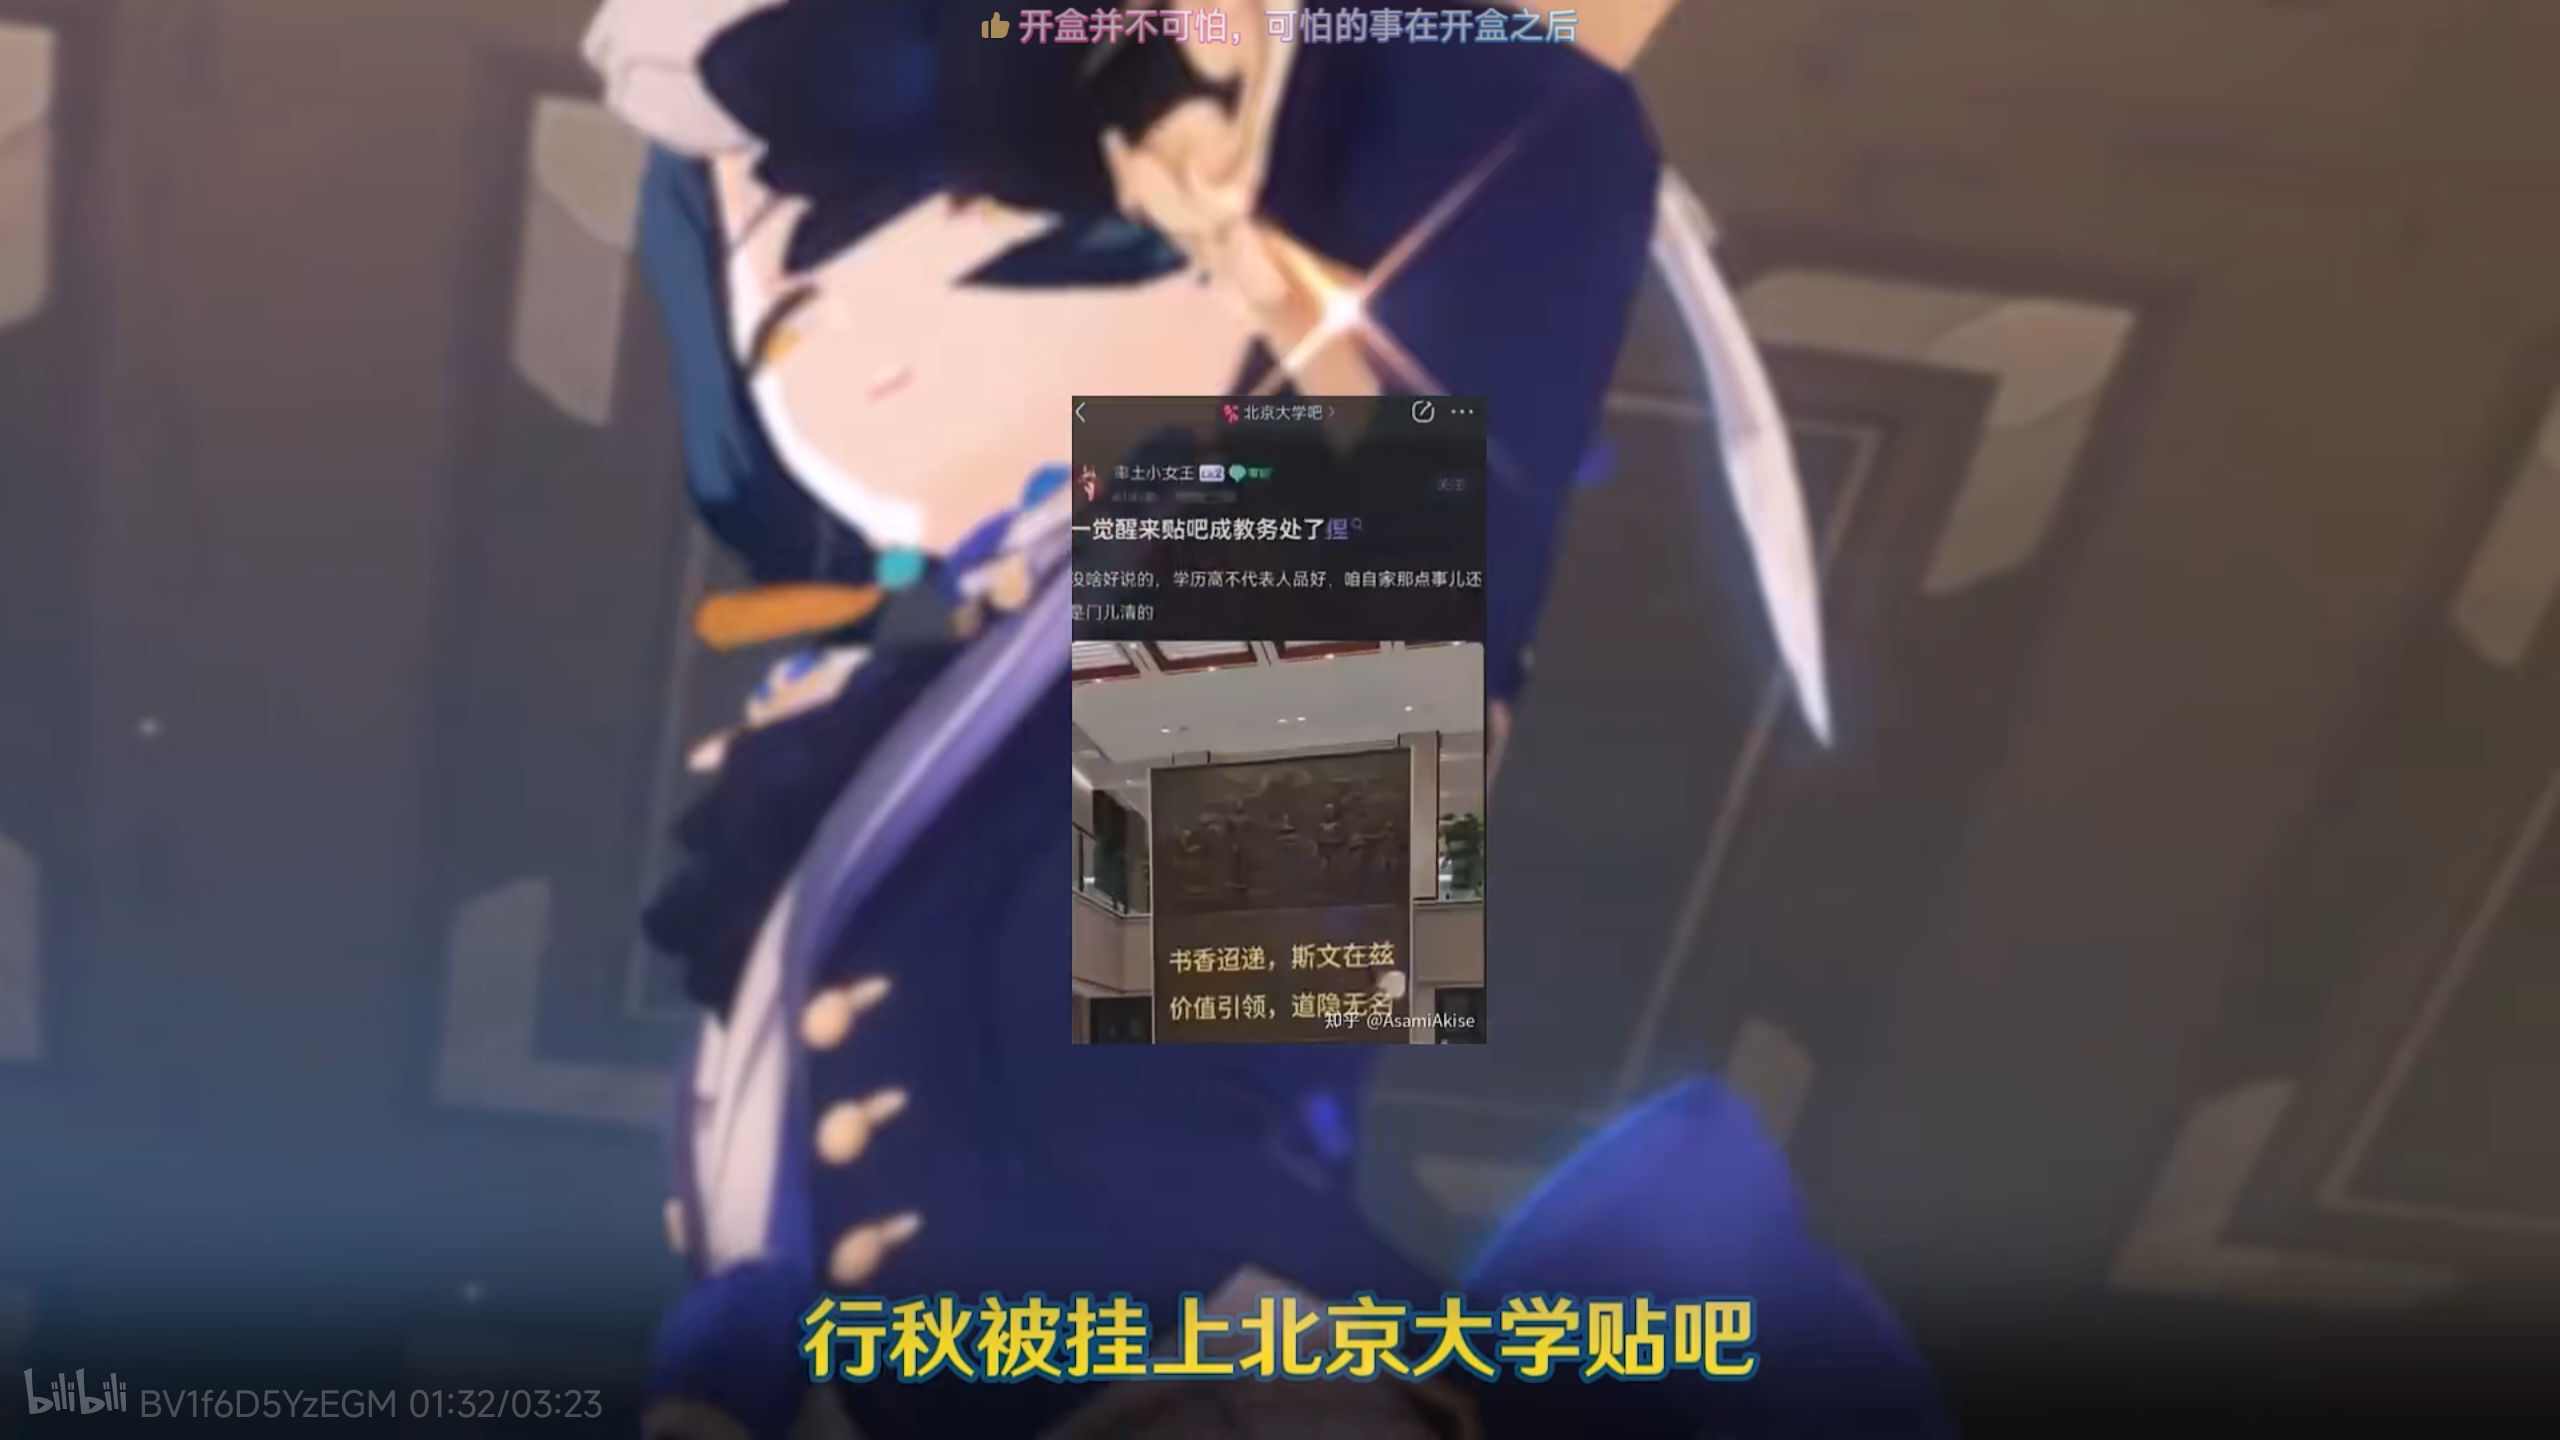 开盒并不可怕，可怕的事在开盒之后
北京大学吧
土小女王
一觉醒来贴吧成教务处了
没啥好说的，学历高不代表人品好，咱自家那点事儿还
是门儿清的
书香迢递，斯文在兹
价值引领，道隐无名
知乎 @AsamiAkise
行秋被挂上北京大学贴吧
bilibili BV1f6D5YzEGM 01:32/03:23